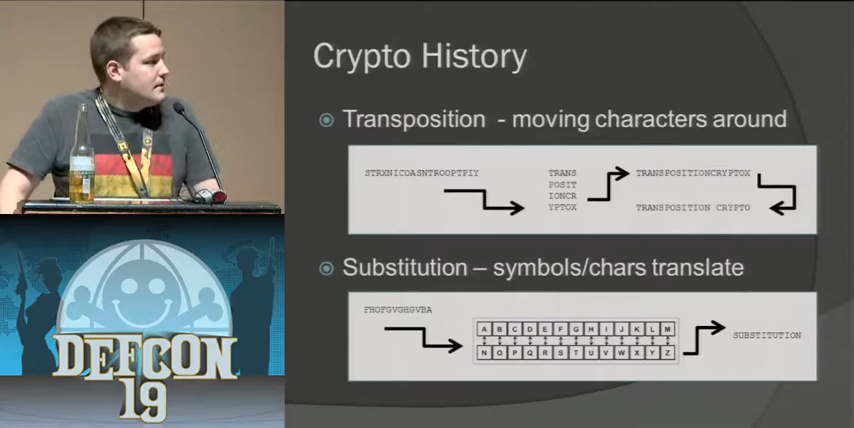 Crypto History
Transposition - moving characters around
STRXNICOASNTROOPTPIY
TRANS
POSIT
IONCR
YPTOX
TRANSPOSITIONCRYPTOX
TRANSPOSITION CRYPTO
Substitution – symbols/chars translate
FHOFGVGHGVBA
A B C D E F G H I J K L M
N O P Q R S T U V W X Y Z
SUBSTITUTION
DEFCON
19